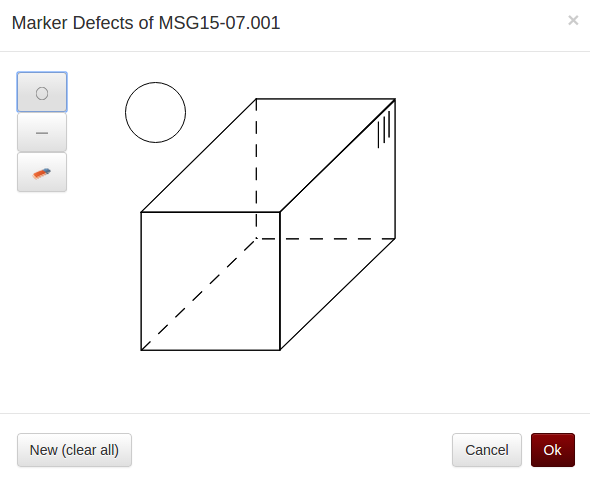 Marker Defects of MSG15-07.001
×
New (clear all)
Cancel
Ok